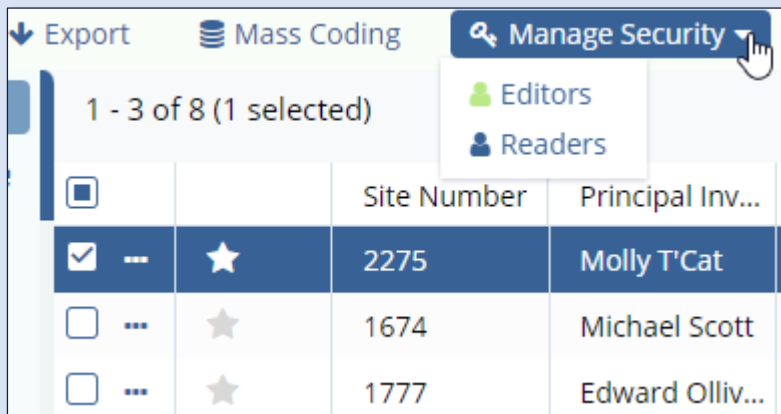 Export Mass Coding Manage Security
Editors
1 - 3 of 8 (1 selected)
Readers
Site Number Principal Inv...
2275 Molly T'Cat
1674 Michael Scott
1777 Edward Olliv...